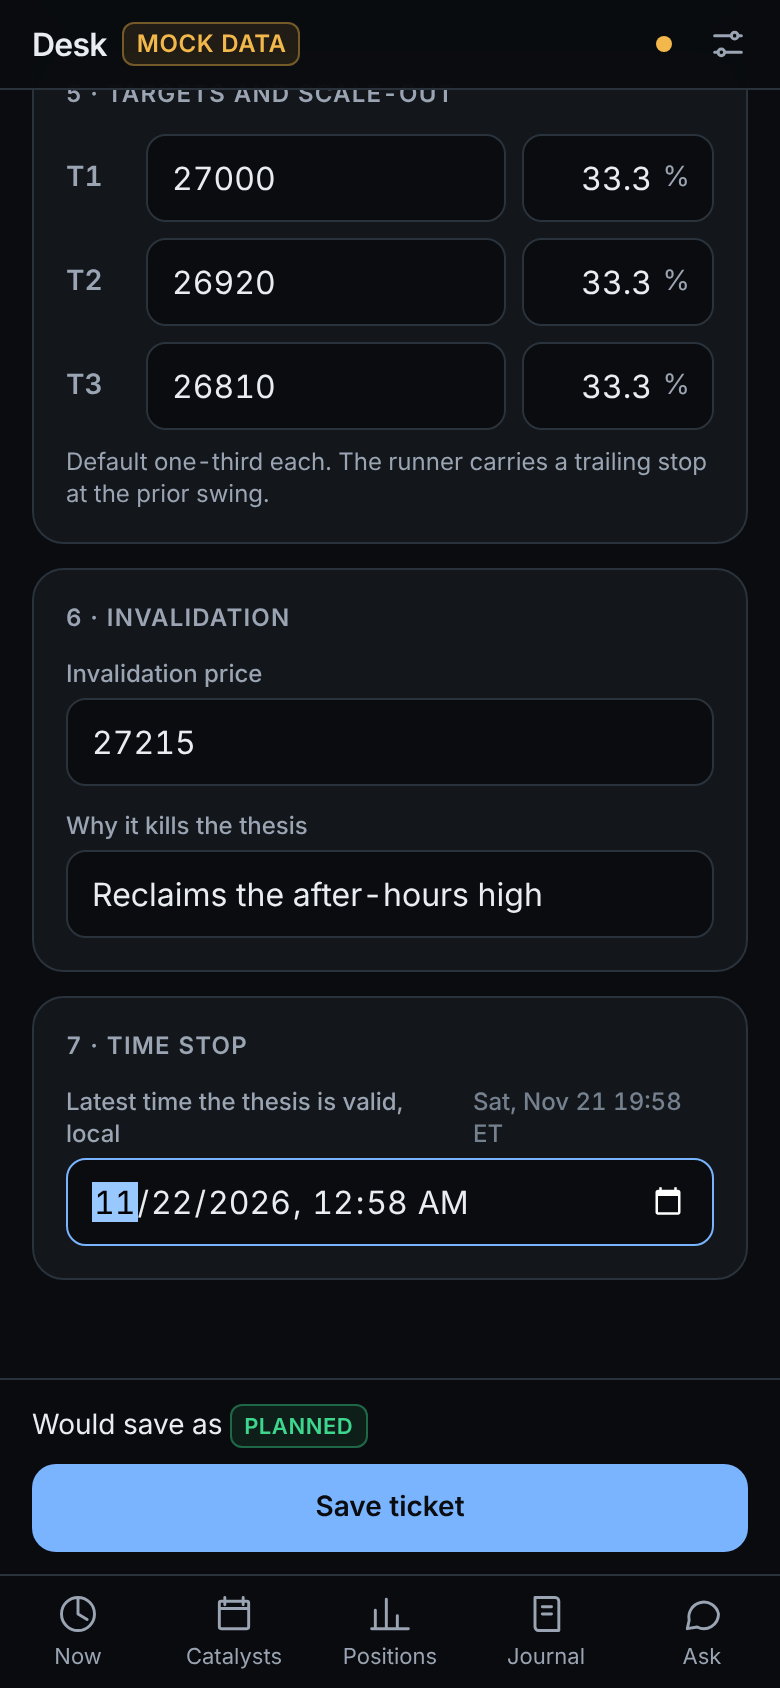 Desk MOCK DATA
5 · TARGETS AND SCALE-OUT
T1 27000 33.3 %
T2 26920 33.3 %
T3 26810 33.3 %
Default one-third each. The runner carries a trailing stop
at the prior swing.
6 · INVALIDATION
Invalidation price
27215
Why it kills the thesis
Reclaims the after-hours high
7 · TIME STOP
Latest time the thesis is valid,
local
Sat, Nov 21 19:58
ET
11/22/2026, 12:58 AM
Would save as PLANNED
Save ticket
Now Catalysts Positions Journal Ask